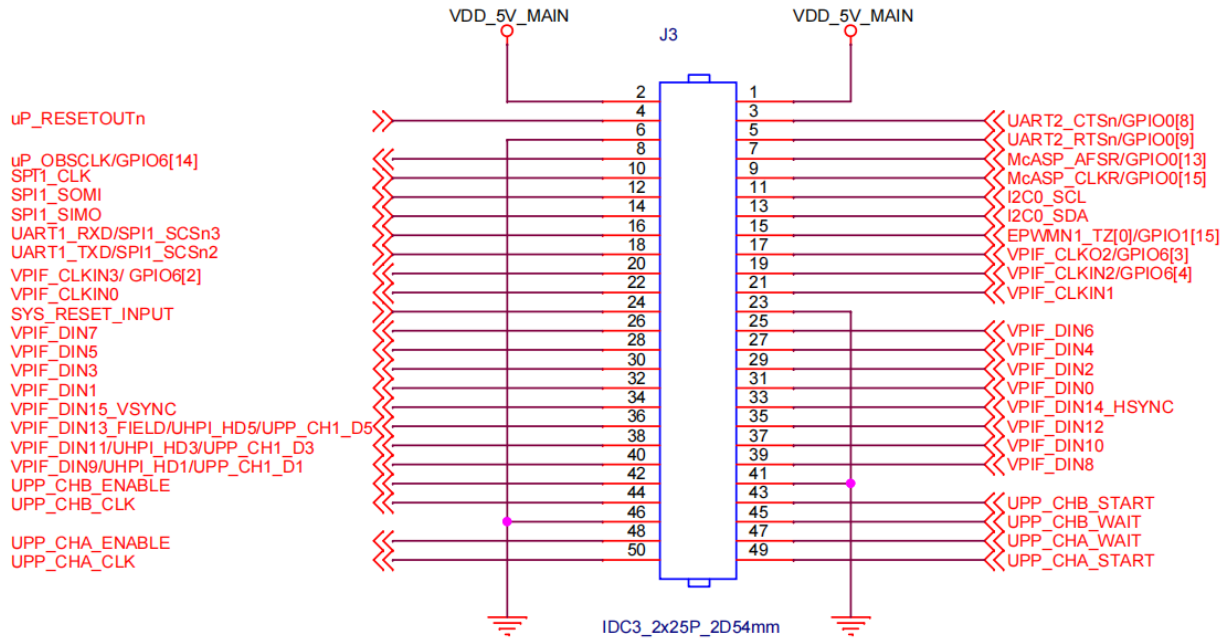 VDD_5V_MAIN
VDD_5V_MAIN
J3
2
1
uP_RESETOUTn
4
3
UART2_CTSn/GPIO0[8]
6
5
UART2_RTSn/GPIO0[9]
uP_OBSCLK/GPIO6[14]
8
7
McASP_AFSR/GPIO0[13]
SPT1_CLK
10
9
McASP_CLKR/GPIO0[15]
SPI1_SOMI
12
11
I2C0_SCL
SPI1_SIMO
14
13
I2C0_SDA
UART1_RXD/SPI1_SCSn3
16
15
EPWMN1_TZ[0]/GPIO1[15]
UART1_TXD/SPI1_SCSn2
18
17
VPIF_CLKO2/GPIO6[3]
VPIF_CLKIN3/ GPIO6[2]
20
19
VPIF_CLKIN2/GPIO6[4]
VPIF_CLKIN0
22
21
VPIF_CLKIN1
SYS_RESET_INPUT
24
23
VPIF_DIN7
26
25
VPIF_DIN6
VPIF_DIN5
28
27
VPIF_DIN4
VPIF_DIN3
30
29
VPIF_DIN2
VPIF_DIN1
32
31
VPIF_DIN0
VPIF_DIN15_VSYNC
34
33
VPIF_DIN14_HSYNC
VPIF_DIN13_FIELD/UHPI_HD5/UPP_CH1_D5
36
35
VPIF_DIN12
VPIF_DIN11/UHPI_HD3/UPP_CH1_D3
38
37
VPIF_DIN10
VPIF_DIN9/UHPI_HD1/UPP_CH1_D1
40
39
VPIF_DIN8
UPP_CHB_ENABLE
42
41
UPP_CHB_CLK
44
43
UPP_CHB_START
46
45
UPP_CHB_WAIT
UPP_CHA_ENABLE
48
47
UPP_CHA_WAIT
UPP_CHA_CLK
50
49
UPP_CHA_START
IDC3_2x25P_2D54mm